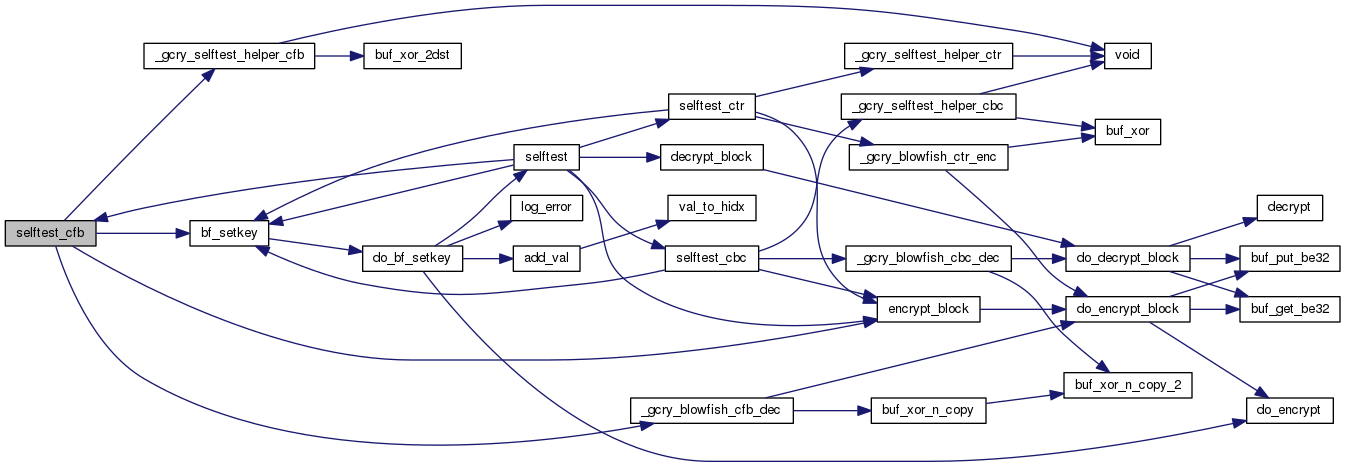 _gcry_selftest_helper_cfb
buf_xor_2dst
_gcry_selftest_helper_ctr
void
selftest_ctr
_gcry_selftest_helper_cbc
buf_xor
selftest
decrypt_block
_gcry_blowfish_ctr_enc
log_error
val_to_hidx
decrypt
selftest_cfb
bf_setkey
do_bf_setkey
add_val
selftest_cbc
_gcry_blowfish_cbc_dec
do_decrypt_block
buf_put_be32
encrypt_block
do_encrypt_block
buf_get_be32
buf_xor_n_copy_2
_gcry_blowfish_cfb_dec
buf_xor_n_copy
do_encrypt